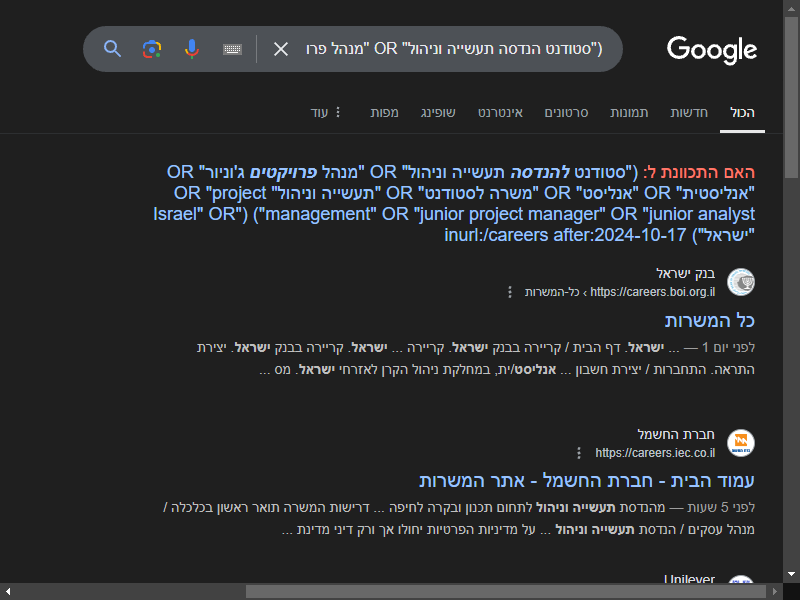 Google
("סטודנט הנדסה תעשייה וניהול" OR "מנהל פרו
הכול חדשות תמונות סרטונים אינטרנט שופינג מפות עוד
האם התכוונת ל: ("סטודנט להנדסה תעשייה וניהול" OR "מנהל פרויקטים ג'וניור" OR
"אנליסטית" OR "אנליסט" OR "משרה לסטודנט" OR "תעשייה וניהול" OR "project
management" OR "junior project manager" OR "junior analyst") ("Israel" OR
"ישראל") inurl:/careers after:2024-10-17
בנק ישראל
https://careers.boi.org.il › כל-המשרות
כל המשרות
לפני יום 1 — ... ישראל. דף הבית / קריירה בבנק ישראל. קריירה ... ישראל. קריירה בבנק ישראל. יצירת
התראה. התחברות / יצירת חשבון ... אנליסט/ית, במחלקת ניהול הקרן לאזרחי ישראל. מס ...
חברת החשמל
https://careers.iec.co.il
עמוד הבית - חברת החשמל - אתר המשרות
לפני 5 שעות — מהנדסת תעשייה וניהול לתחום תכנון ובקרה לחיפה ... דרישות המשרה תואר ראשון בכלכלה /
מנהל עסקים / הנדסת תעשייה וניהול ... על מדיניות הפרטיות יחולו אך ורק דיני מדינת ...
Unilever